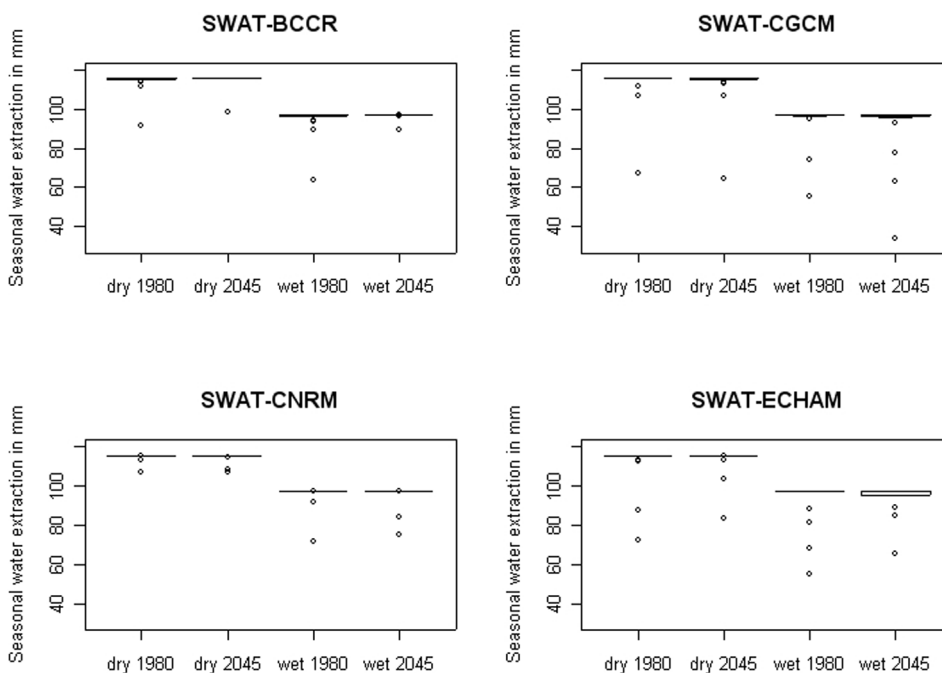 SWAT-BCCR
Seasonal water extraction in mm
100
80
60
40
dry 1980 dry 2045 wet 1980 wet 2045
SWAT-CGCM
Seasonal water extraction in mm
100
80
60
40
dry 1980 dry 2045 wet 1980 wet 2045
SWAT-CNRM
Seasonal water extraction in mm
100
80
60
40
dry 1980 dry 2045 wet 1980 wet 2045
SWAT-ECHAM
Seasonal water extraction in mm
100
80
60
40
dry 1980 dry 2045 wet 1980 wet 2045